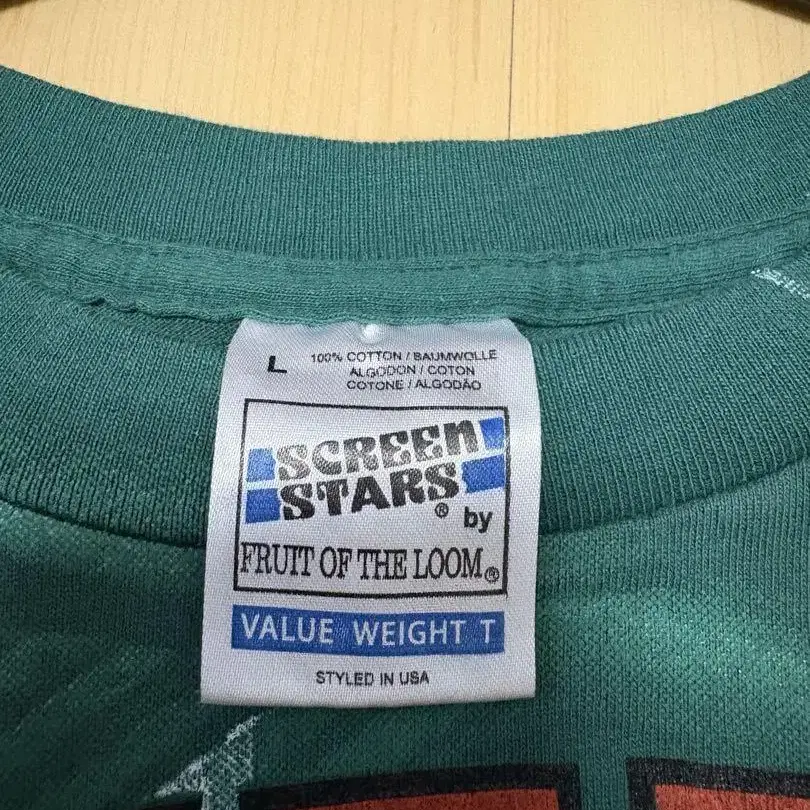 L
100% COTTON / BAUMWOLLE
ALGODON / COTON
COTONE / ALGODÃO
SCREEN
STARS® by
FRUIT OF THE LOOM®
VALUE WEIGHT T
STYLED IN USA